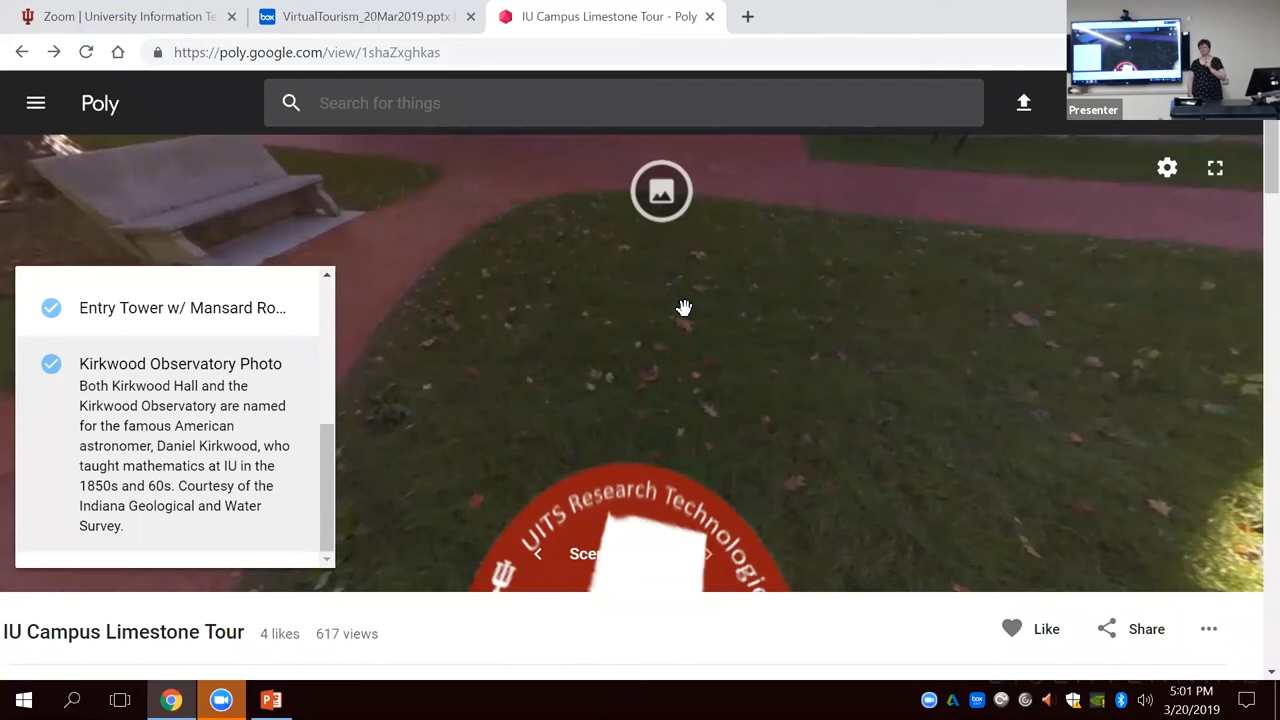 Zoom | University Information Te
VirtualTourism_20Mar2019.pptx
IU Campus Limestone Tour - Poly
https://poly.google.com/view/1shaZxghkas
Poly
Search for things
Presenter
Entry Tower w/ Mansard Ro...
Kirkwood Observatory Photo
Both Kirkwood Hall and the
Kirkwood Observatory are named
for the famous American
astronomer, Daniel Kirkwood, who
taught mathematics at IU in the
1850s and 60s. Courtesy of the
Indiana Geological and Water
Survey.
UITS Research Technologie
Sce
IU Campus Limestone Tour
4 likes
617 views
Like
Share
5:01 PM
3/20/2019